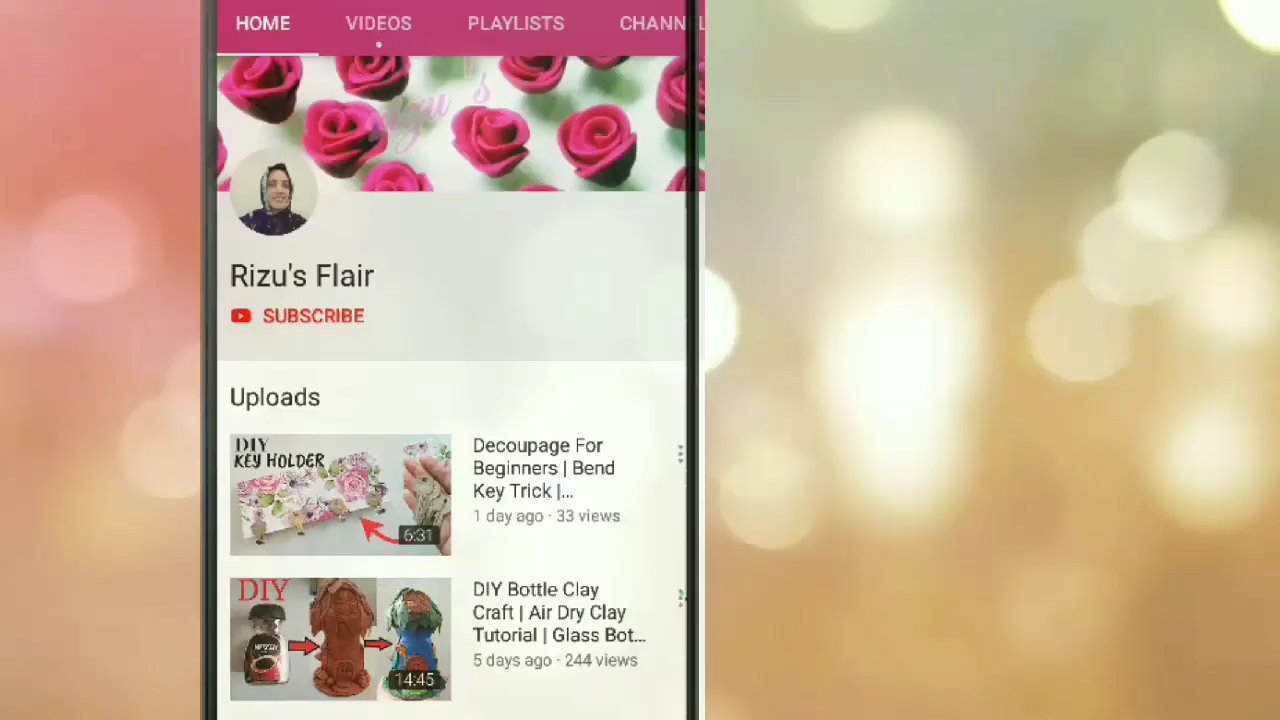 HOME VIDEOS PLAYLISTS CHANNEL
Rizu's Flair
SUBSCRIBE
Uploads
DIY
KEY HOLDER
6:31
Decoupage For
Beginners | Bend
Key Trick |...
1 day ago · 33 views
DIY
14:45
DIY Bottle Clay
Craft | Air Dry Clay
Tutorial | Glass Bot...
5 days ago · 244 views